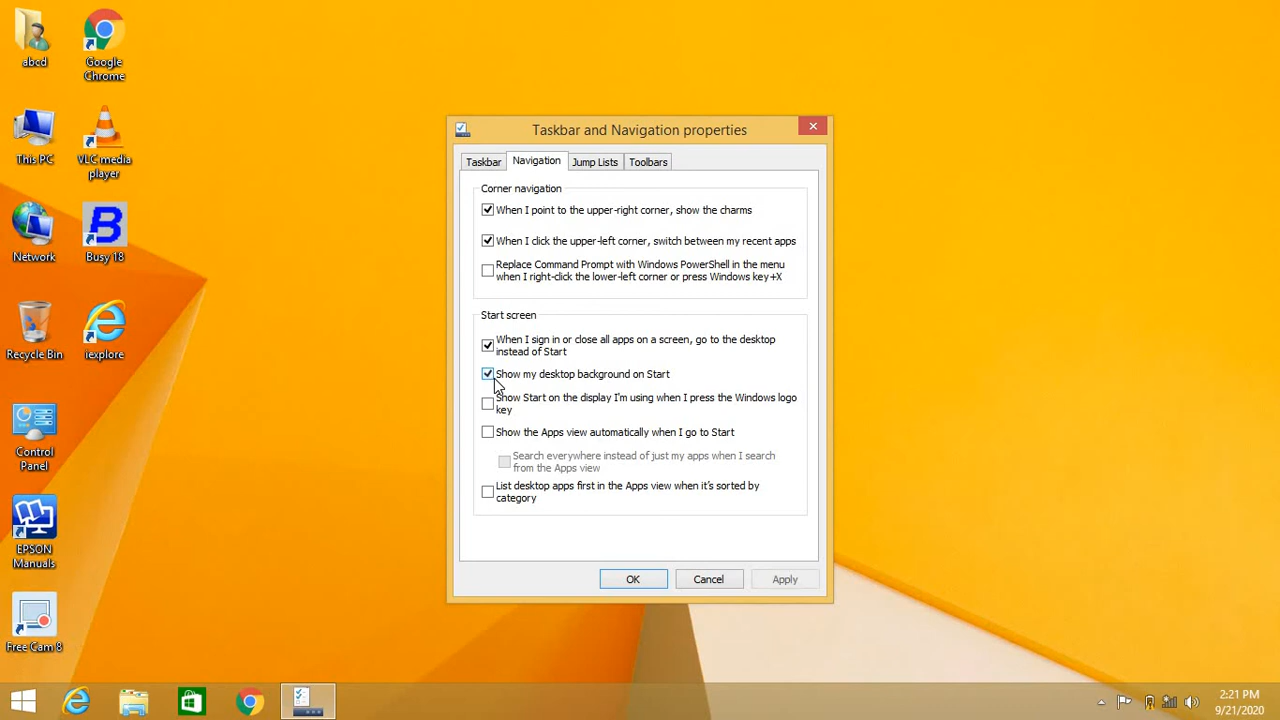 abcd
Google
Chrome
This PC
VLC media
player
Network
Busy 18
Recycle Bin
iexplore
Control
Panel
EPSON
Manuals
Free Cam 8
Taskbar and Navigation properties
Taskbar
Navigation
Jump Lists
Toolbars
Corner navigation
When I point to the upper-right corner, show the charms
When I click the upper-left corner, switch between my recent apps
Replace Command Prompt with Windows PowerShell in the menu
when I right-click the lower-left corner or press Windows key+X
Start screen
When I sign in or close all apps on a screen, go to the desktop
instead of Start
Show my desktop background on Start
Show Start on the display I'm using when I press the Windows logo
key
Show the Apps view automatically when I go to Start
Search everywhere instead of just my apps when I search
from the Apps view
List desktop apps first in the Apps view when it's sorted by
category
OK
Cancel
Apply
2:21 PM
9/21/2020